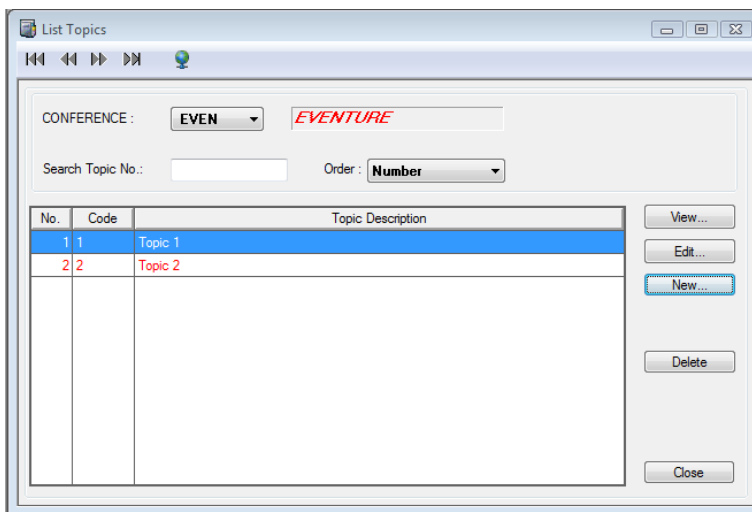 List Topics
CONFERENCE : EVEN EVENTURE
Search Topic No.: Order : Number
No. Code Topic Description
1 1 Topic 1
2 2 Topic 2
View...
Edit...
New...
Delete
Close